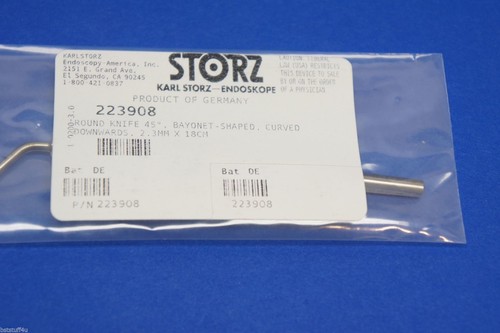 KARLSTORZ
Endoscopy-America, Inc.
2151 E. Grand Ave.
El Segundo, CA 90245
1-800-421-0837
STORZ
KARL STORZ—ENDOSKOPE
CAUTION: FEDERAL
LAW (USA) RESTRICTS
THIS DEVICE TO SALE
BY OR ON THE ORDER
OF A PHYSICIAN
PRODUCT OF GERMANY
223908
ROUND KNIFE 45°, BAYONET-SHAPED, CURVED
DOWNWARDS, 2.3MM X 18CM
Bat DE
P/N 223908
Bat DE
223908
batstuff4u